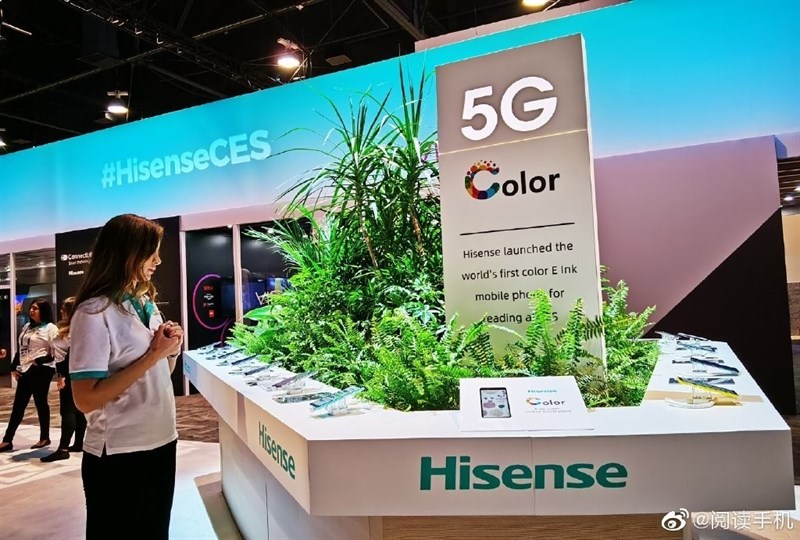 #HisenseCES
5G
Color
Hisense launched the
world's first color E Ink
mobile phone for
reading at
Hisense
Color
Hisense
Hisense
@阅读手机